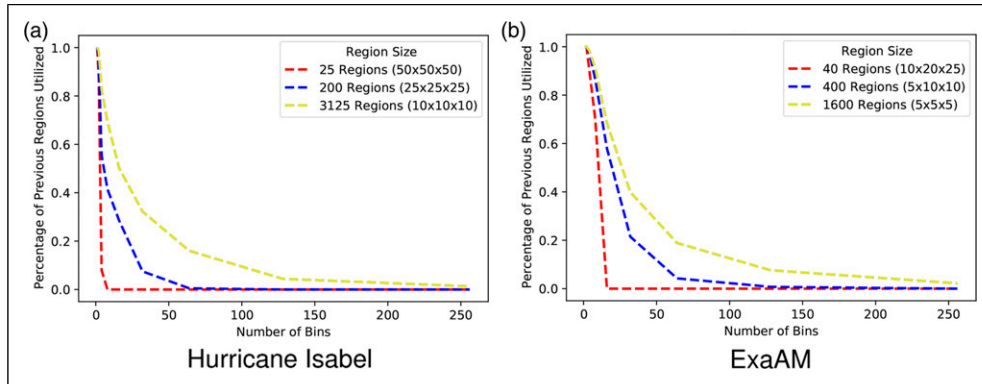 (a)
Percentage of Previous Regions Utilized
1.0
0.8
0.6
0.4
0.2
0.0
Region Size
25 Regions (50x50x50)
200 Regions (25x25x25)
3125 Regions (10x10x10)
0 50 100 150 200 250
Number of Bins
Hurricane Isabel
(b)
Percentage of Previous Regions Utilized
1.0
0.8
0.6
0.4
0.2
0.0
Region Size
40 Regions (10x20x25)
400 Regions (5x10x10)
1600 Regions (5x5x5)
0 50 100 150 200 250
Number of Bins
ExaAM